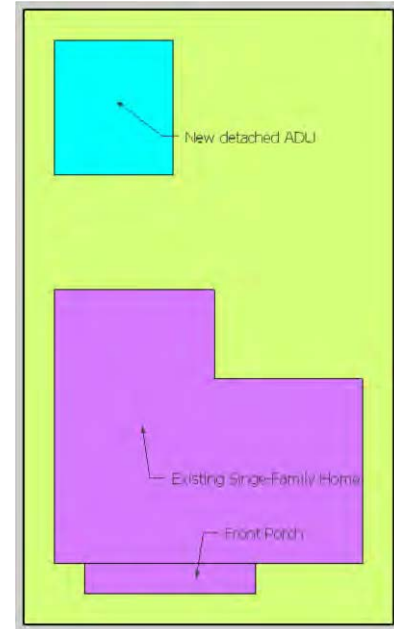 New detached ADU
Existing Singe-Family Home
Front Porch